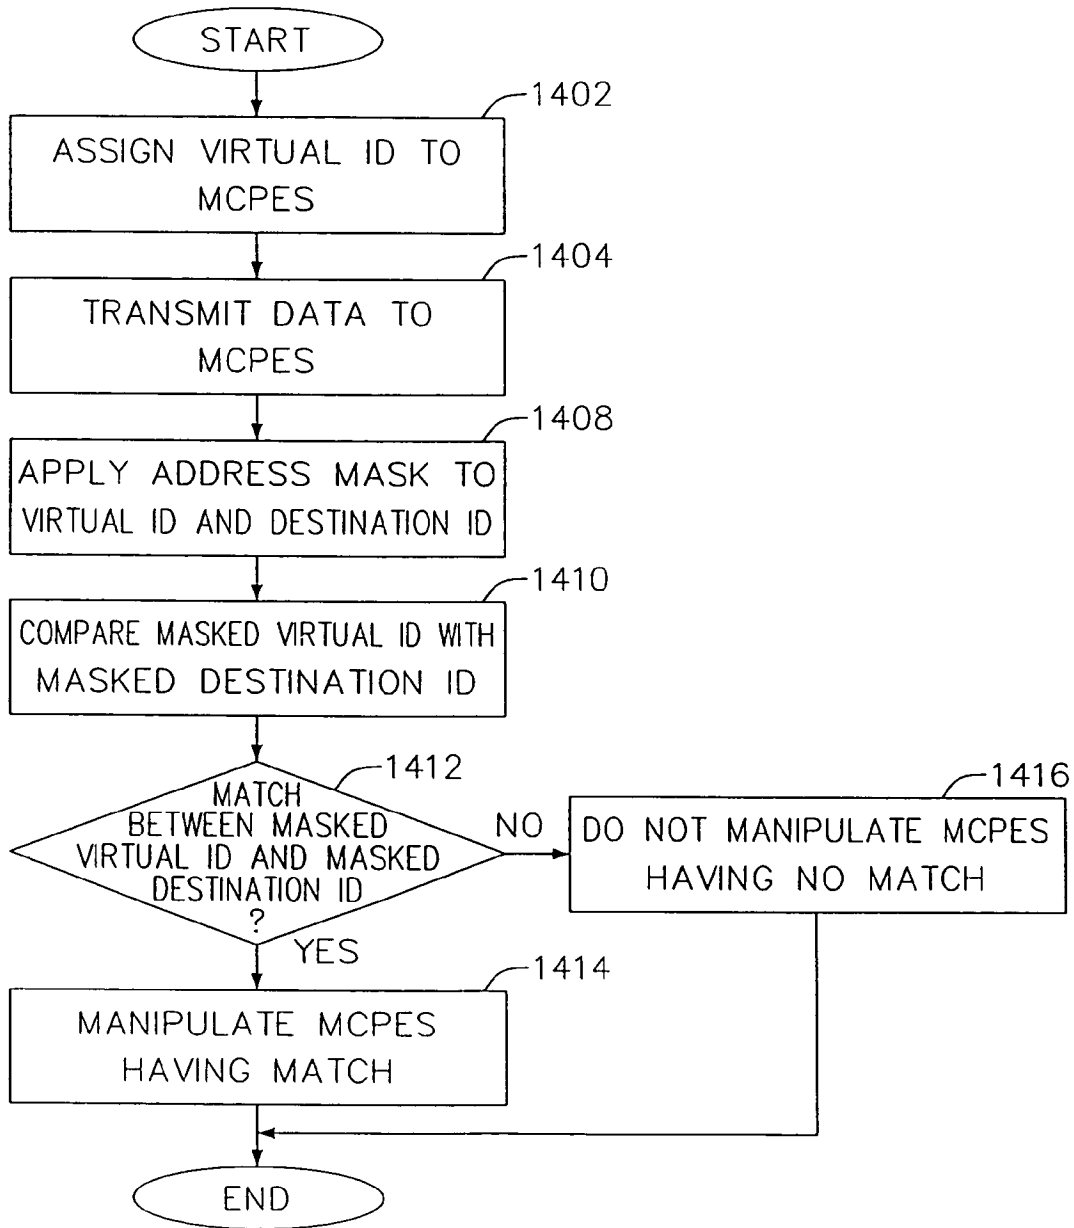 START
1402
ASSIGN VIRTUAL ID TO
MCPES
1404
TRANSMIT DATA TO
MCPES
1408
APPLY ADDRESS MASK TO
VIRTUAL ID AND DESTINATION ID
1410
COMPARE MASKED VIRTUAL ID WITH
MASKED DESTINATION ID
1412
MATCH
BETWEEN MASKED
VIRTUAL ID AND MASKED
DESTINATION ID
?
NO
1416
DO NOT MANIPULATE MCPES
HAVING NO MATCH
YES
1414
MANIPULATE MCPES
HAVING MATCH
END